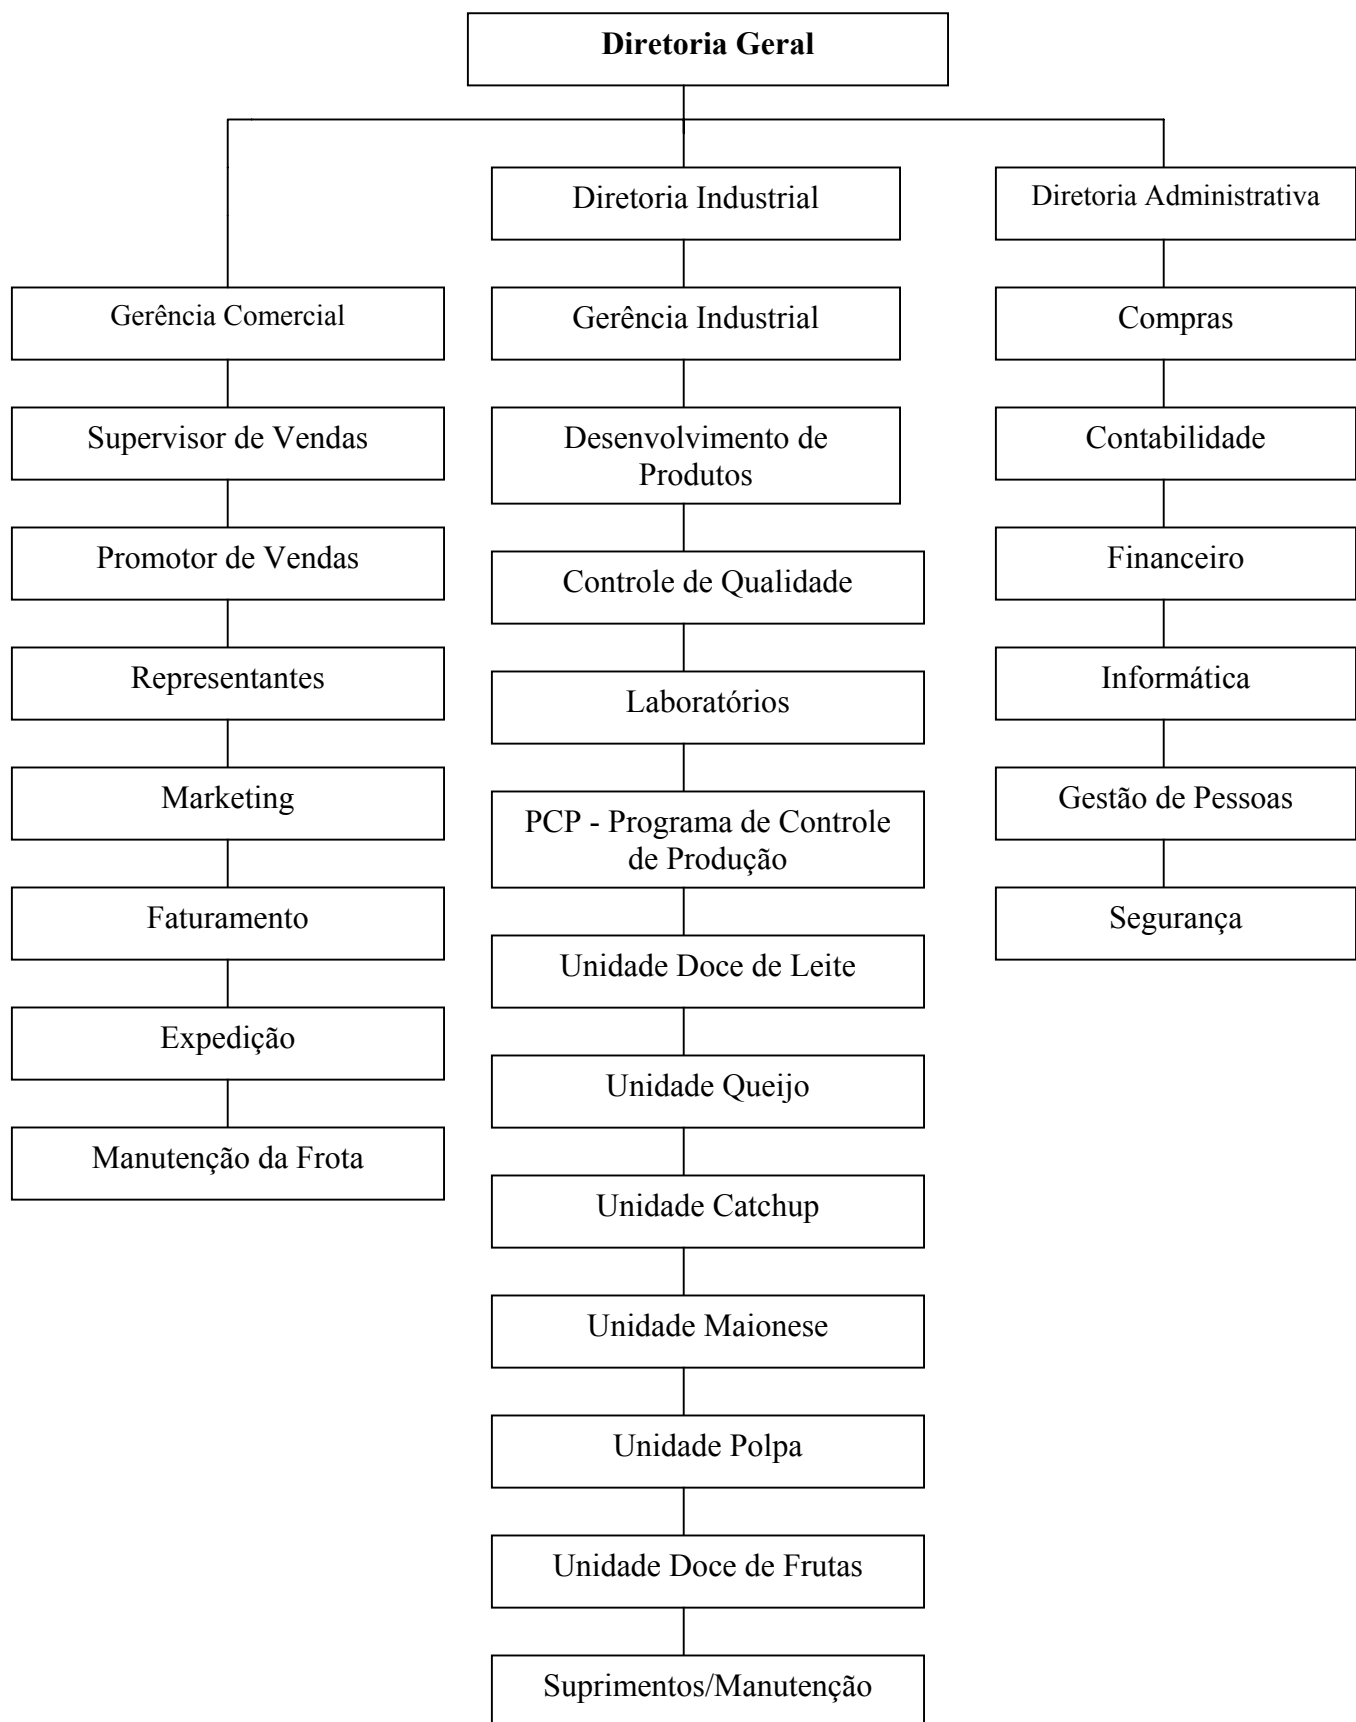 Diretoria Geral
Diretoria Industrial
Diretoria Administrativa
Gerência Comercial
Gerência Industrial
Compras
Supervisor de Vendas
Desenvolvimento de
Produtos
Contabilidade
Promotor de Vendas
Controle de Qualidade
Financeiro
Representantes
Laboratórios
Informática
Marketing
PCP - Programa de Controle
de Produção
Gestão de Pessoas
Faturamento
Unidade Doce de Leite
Segurança
Expedição
Unidade Queijo
Manutenção da Frota
Unidade Catchup
Unidade Maionese
Unidade Polpa
Unidade Doce de Frutas
Suprimentos/Manutenção